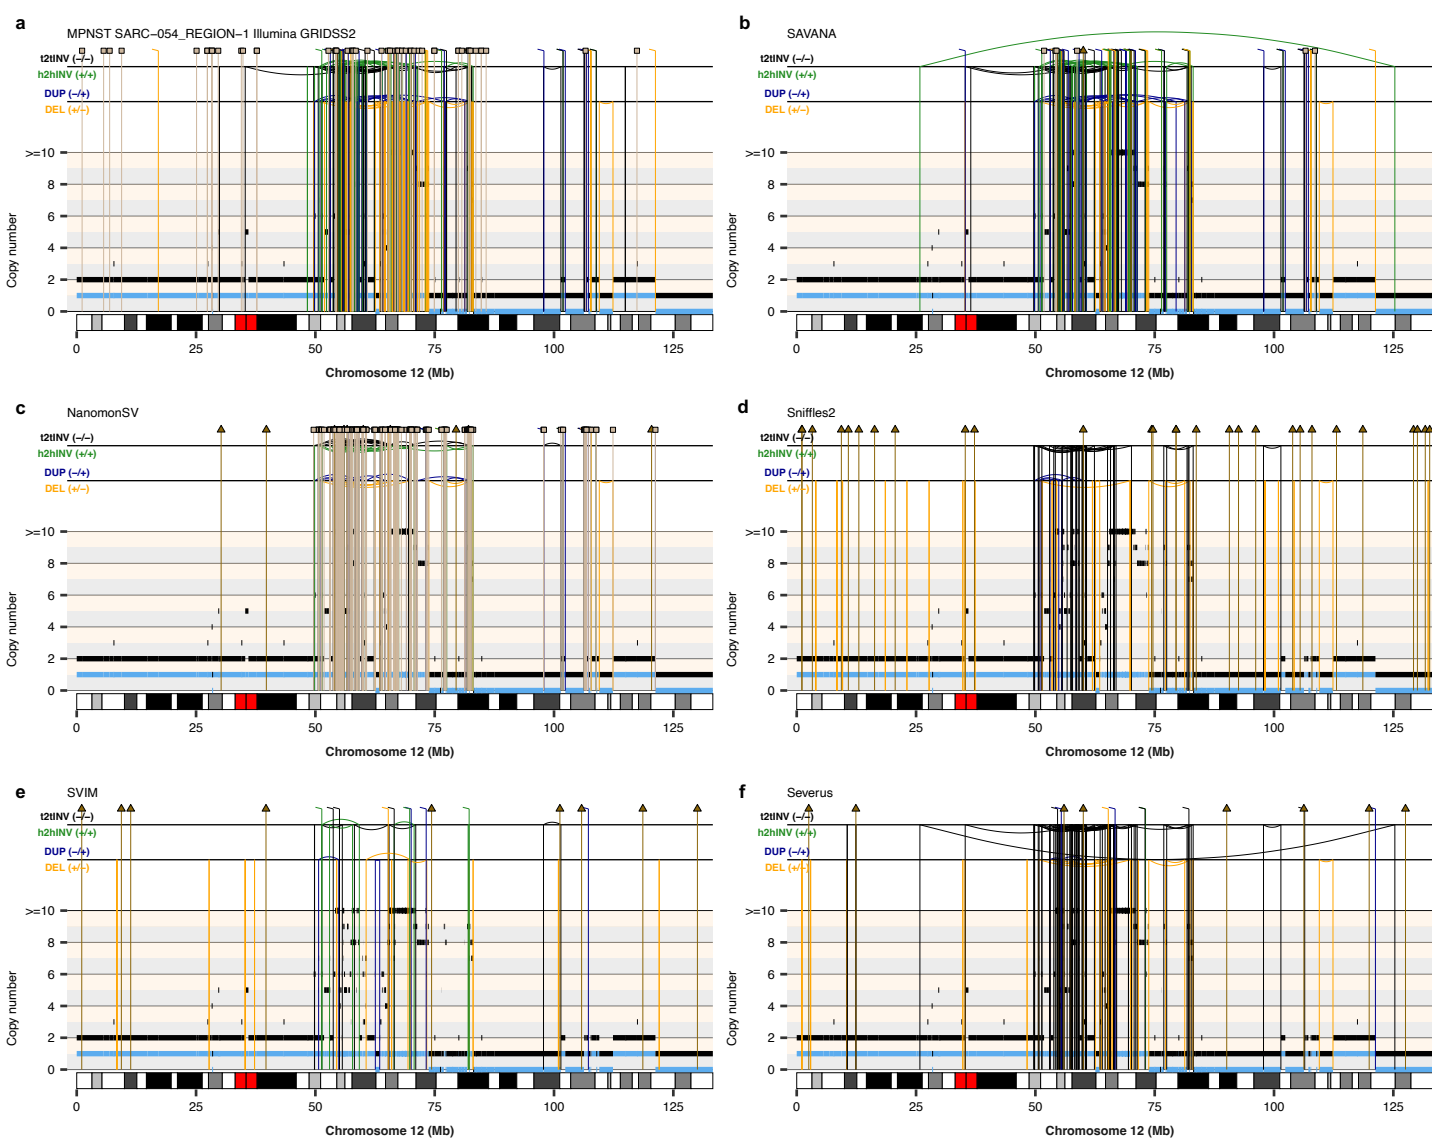 a
MPNST SARC−054_REGION−1 Illumina GRIDSS2
t2tINV (−/−)
h2hINV (+/+)
DUP (−/+)
DEL (+/−)
>=10
8
6
4
2
0
Copy number
0 25 50 75 100 125
Chromosome 12 (Mb)
b
SAVANA
t2tINV (−/−)
h2hINV (+/+)
DUP (−/+)
DEL (+/−)
>=10
8
6
4
2
0
Copy number
0 25 50 75 100 125
Chromosome 12 (Mb)
c
NanomonSV
t2tINV (−/−)
h2hINV (+/+)
DUP (−/+)
DEL (+/−)
>=10
8
6
4
2
0
Copy number
0 25 50 75 100 125
Chromosome 12 (Mb)
d
Sniffles2
t2tINV (−/−)
h2hINV (+/+)
DUP (−/+)
DEL (+/−)
>=10
8
6
4
2
0
Copy number
0 25 50 75 100 125
Chromosome 12 (Mb)
e
SVIM
t2tINV (−/−)
h2hINV (+/+)
DUP (−/+)
DEL (+/−)
>=10
8
6
4
2
0
Copy number
0 25 50 75 100 125
Chromosome 12 (Mb)
f
Severus
t2tINV (−/−)
h2hINV (+/+)
DUP (−/+)
DEL (+/−)
>=10
8
6
4
2
0
Copy number
0 25 50 75 100 125
Chromosome 12 (Mb)